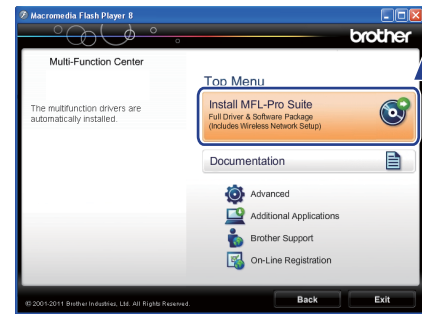 Macromedia Flash Player 8
brother
Multi-Function Center
The multifunction drivers are
automatically installed.
Top Menu
Install MFL-Pro Suite
Full Driver & Software Package
(Includes Wireless Network Setup)
Documentation
Advanced
Additional Applications
Brother Support
On-Line Registration
© 2001-2011 Brother Industries, Ltd. All Rights Reserved.
Back
Exit